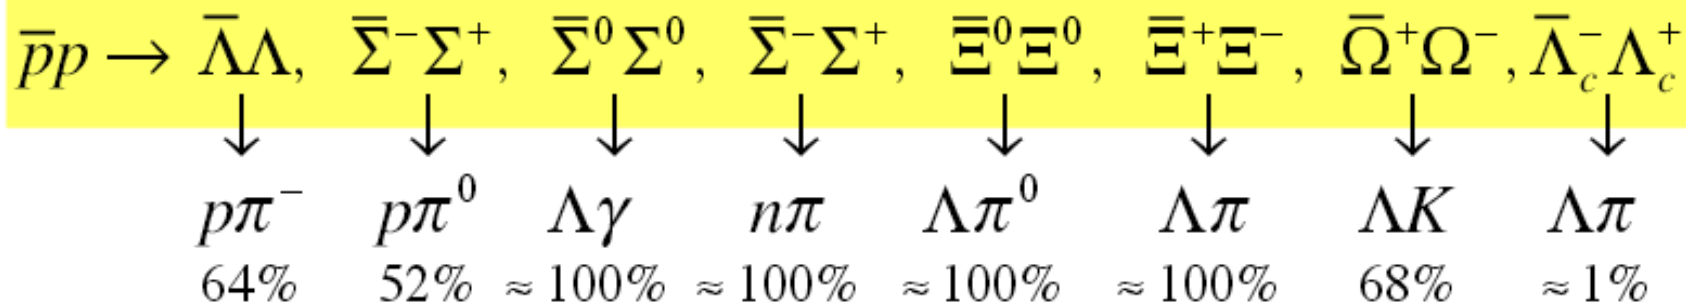 p̅p → Λ̅Λ, Σ̅⁻Σ⁺, Σ̅⁰Σ⁰, Σ̅⁻Σ⁺, Ξ̅⁰Ξ⁰, Ξ̅⁺Ξ⁻, Ω̅⁺Ω⁻, Λ̅c⁻Λc⁺
↓ ↓ ↓ ↓ ↓ ↓ ↓ ↓
pπ⁻ pπ⁰ Λγ nπ Λπ⁰ Λπ ΛK Λπ
64% 52% ≈ 100% ≈ 100% ≈ 100% ≈ 100% 68% ≈ 1%